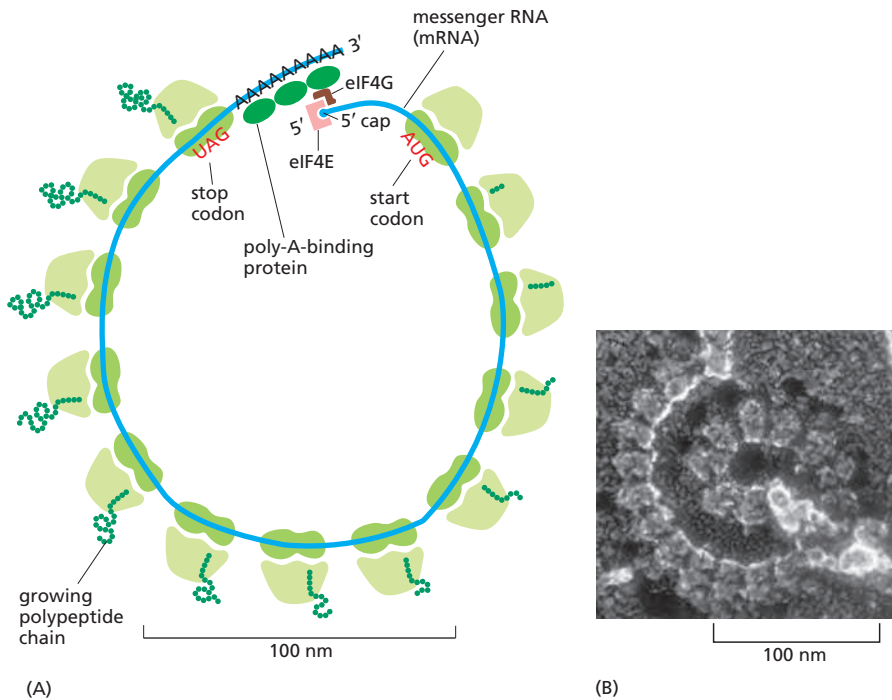 messenger RNA
(mRNA)
AAAAAAAAA 3′
eIF4G
5′
5′ cap
eIF4E
UAG
AUG
stop
codon
start
codon
poly-A-binding
protein
growing
polypeptide
chain
100 nm
100 nm
(A)
(B)